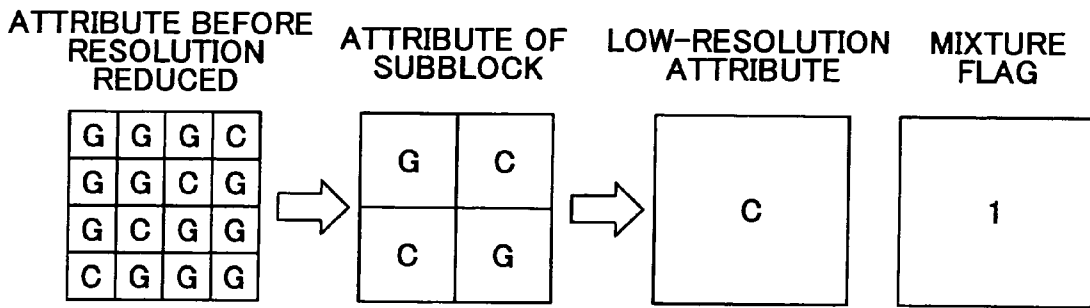 ATTRIBUTE BEFORE
RESOLUTION
REDUCED
ATTRIBUTE OF
SUBBLOCK
LOW-RESOLUTION
ATTRIBUTE
MIXTURE
FLAG
G G G C
G G C G
G C G G
C G G G
G C
C G
C
1